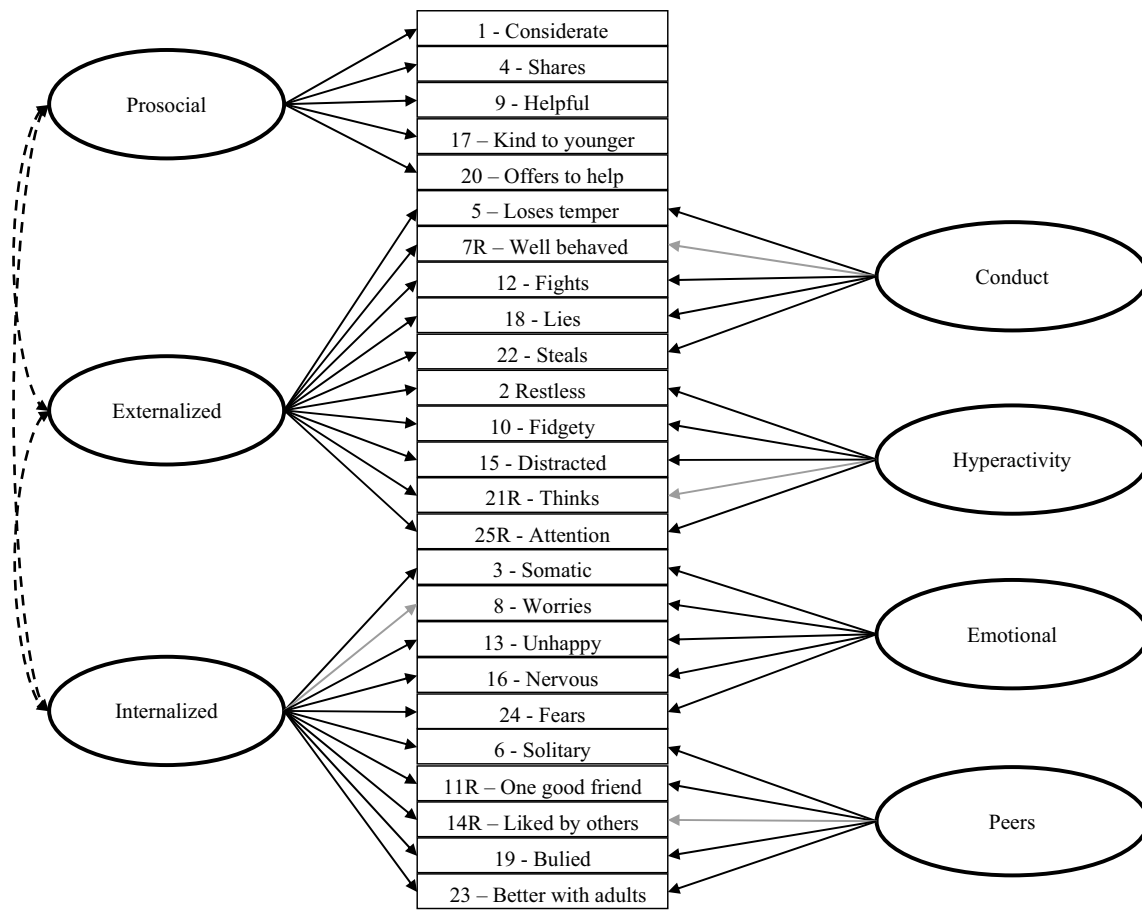 1 - Considerate
4 - Shares
9 - Helpful
17 – Kind to younger
20 – Offers to help
5 – Loses temper
7R – Well behaved
12 - Fights
18 - Lies
22 - Steals
2 Restless
10 - Fidgety
15 - Distracted
21R - Thinks
25R - Attention
3 - Somatic
8 - Worries
13 - Unhappy
16 - Nervous
24 - Fears
6 - Solitary
11R – One good friend
14R – Liked by others
19 - Bulied
23 – Better with adults
Prosocial
Externalized
Internalized
Conduct
Hyperactivity
Emotional
Peers